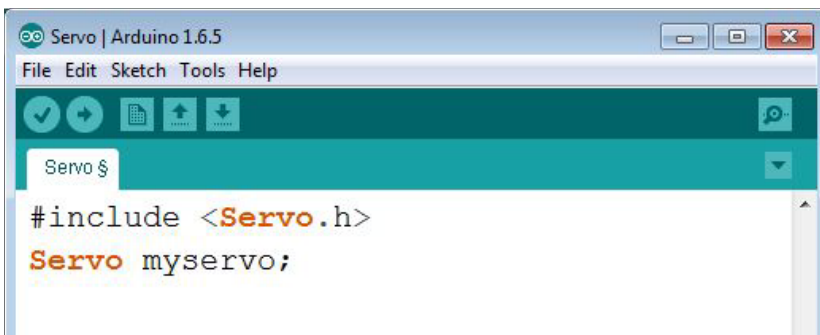 Servo | Arduino 1.6.5
File Edit Sketch Tools Help
Servo §
#include <Servo.h>
Servo myservo;